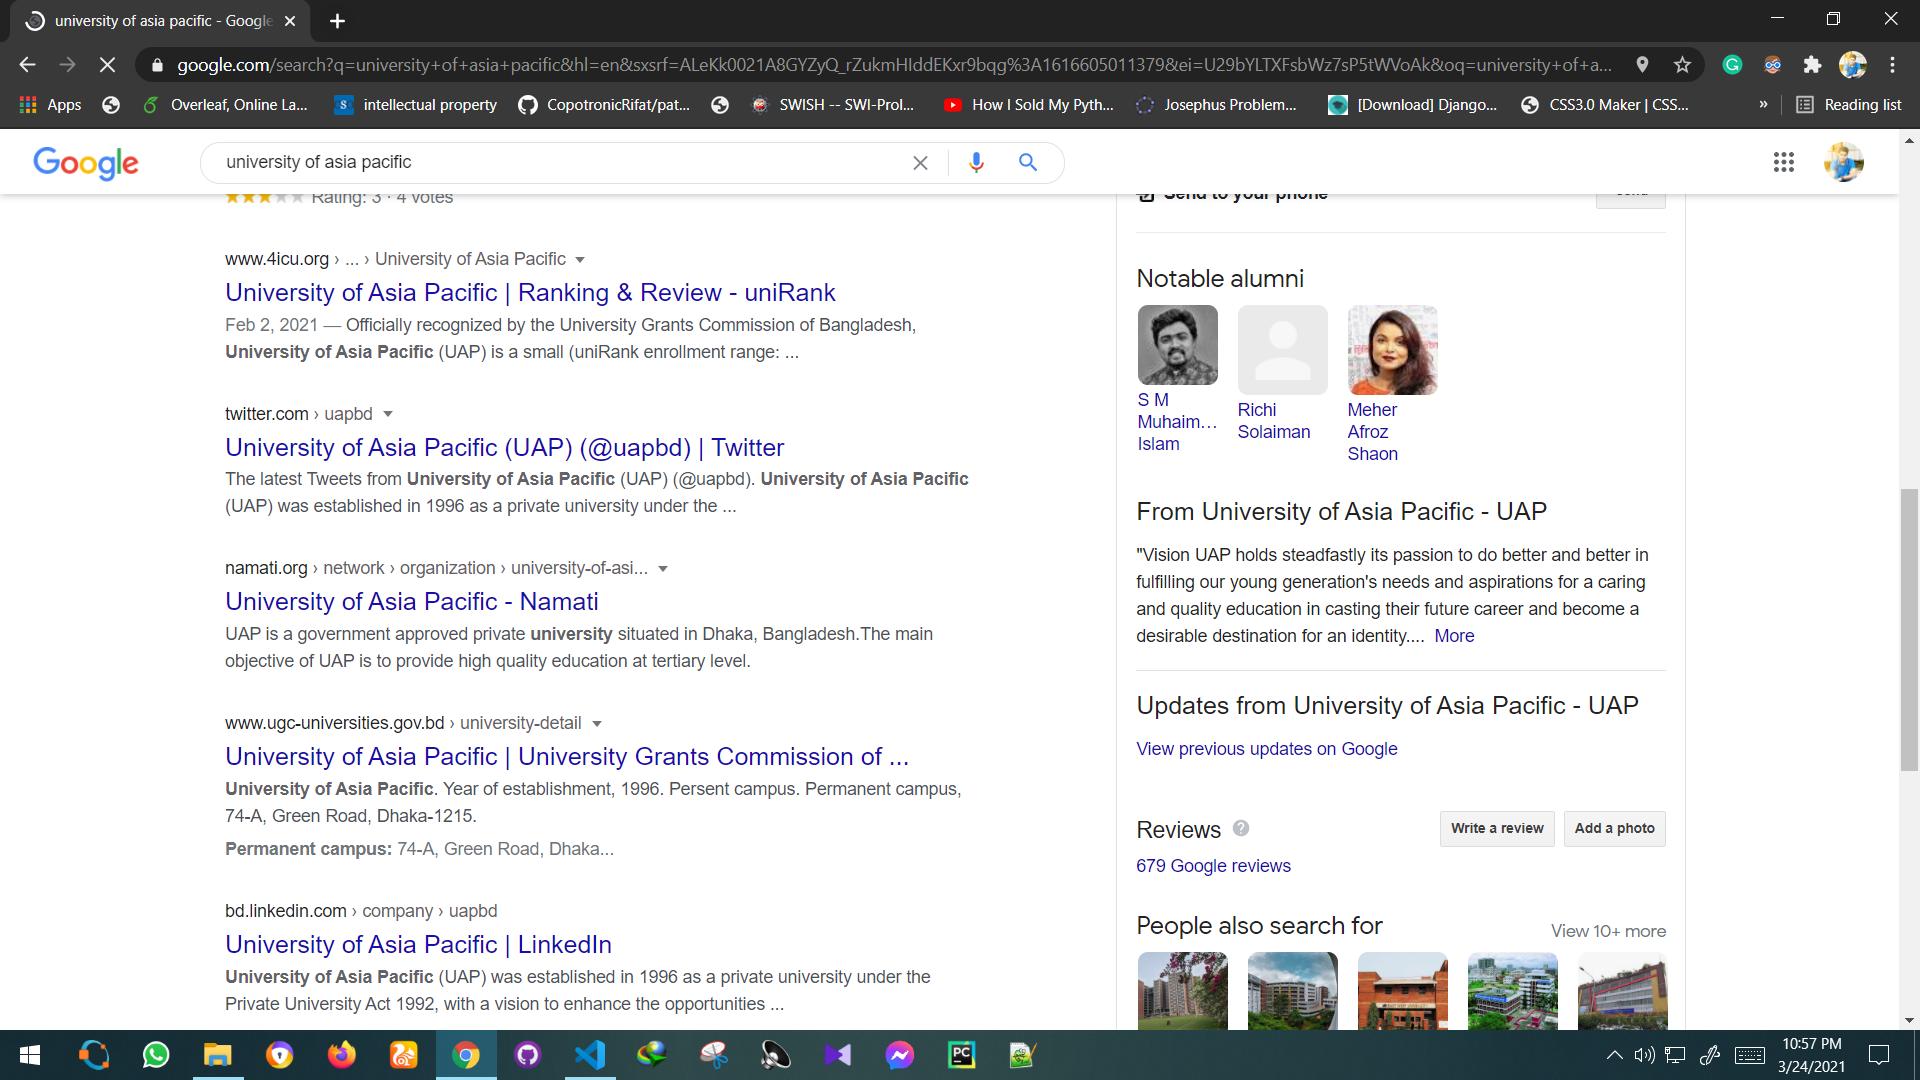 university of asia pacific - Google
google.com/search?q=university+of+asia+pacific&hl=en&sxsrf=ALeKk0021A8GYZyQ_rZukmHIddEKxr9bqg%3A1616605011379&ei=U29bYLTXFsbWz7sP5tWVoAk&oq=university+of+a...
Apps
Overleaf, Online La...
intellectual property
CopotronicRifat/pat...
SWISH -- SWI-Prol...
How I Sold My Pyth...
Josephus Problem...
[Download] Django...
CSS3.0 Maker | CSS...
»
Reading list
Google
university of asia pacific
Rating: 3 · 4 votes
www.4icu.org › ... › University of Asia Pacific
University of Asia Pacific | Ranking & Review - uniRank
Feb 2, 2021 — Officially recognized by the University Grants Commission of Bangladesh,
University of Asia Pacific (UAP) is a small (uniRank enrollment range: ...
twitter.com › uapbd
University of Asia Pacific (UAP) (@uapbd) | Twitter
The latest Tweets from University of Asia Pacific (UAP) (@uapbd). University of Asia Pacific
(UAP) was established in 1996 as a private university under the ...
namati.org › network › organization › university-of-asi...
University of Asia Pacific - Namati
UAP is a government approved private university situated in Dhaka, Bangladesh.The main
objective of UAP is to provide high quality education at tertiary level.
www.ugc-universities.gov.bd › university-detail
University of Asia Pacific | University Grants Commission of ...
University of Asia Pacific. Year of establishment, 1996. Persent campus. Permanent campus,
74-A, Green Road, Dhaka-1215.
Permanent campus: 74-A, Green Road, Dhaka...
bd.linkedin.com › company › uapbd
University of Asia Pacific | LinkedIn
University of Asia Pacific (UAP) was established in 1996 as a private university under the
Private University Act 1992, with a vision to enhance the opportunities ...
Send to your phone
Notable alumni
S M
Muhaim...
Islam
Richi
Solaiman
Meher
Afroz
Shaon
From University of Asia Pacific - UAP
"Vision UAP holds steadfastly its passion to do better and better in
fulfilling our young generation's needs and aspirations for a caring
and quality education in casting their future career and become a
desirable destination for an identity.... More
Updates from University of Asia Pacific - UAP
View previous updates on Google
Reviews
Write a review
Add a photo
679 Google reviews
People also search for
View 10+ more
PC
10:57 PM
3/24/2021